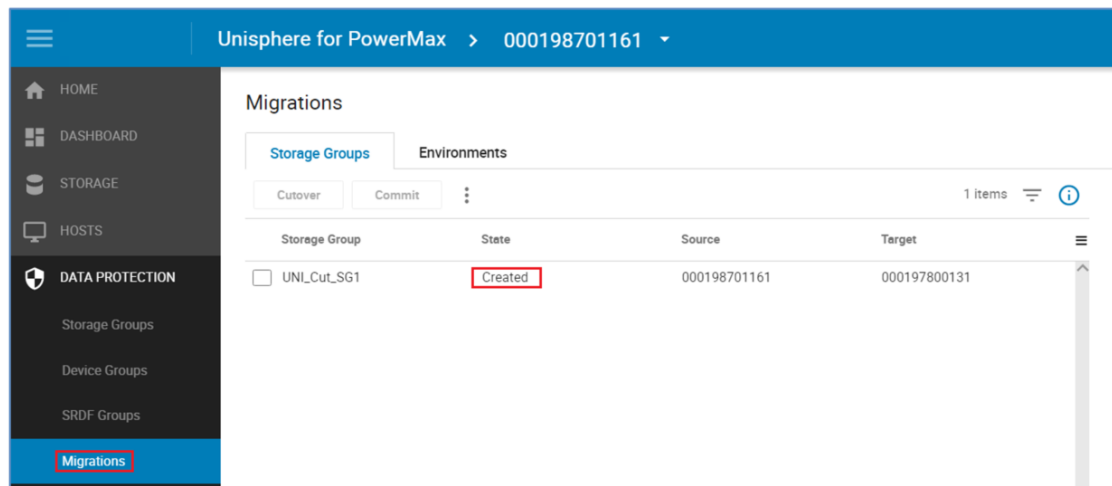 Unisphere for PowerMax > 000198701161
HOME
DASHBOARD
STORAGE
HOSTS
DATA PROTECTION
Storage Groups
Device Groups
SRDF Groups
Migrations
Migrations
Storage Groups Environments
Cutover Commit 1 items
Storage Group State Source Target
UNI_Cut_SG1 Created 000198701161 000197800131